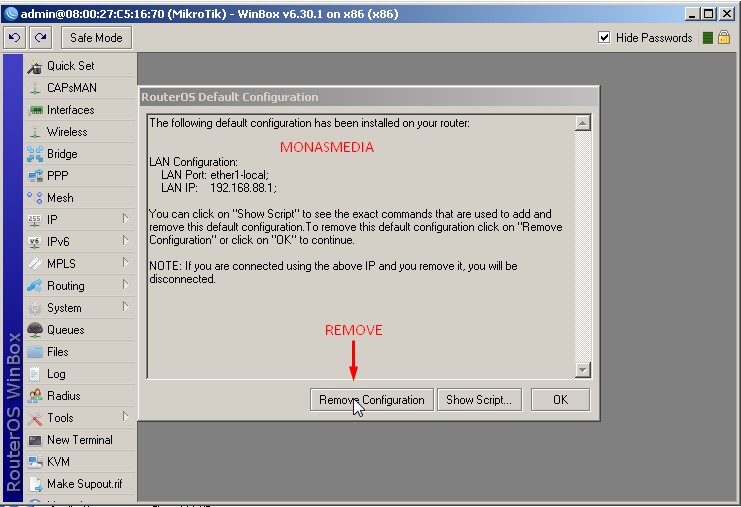 admin@08:00:27:C5:16:70 (MikroTik) - WinBox v6.30.1 on x86 (x86)
Safe Mode
Hide Passwords
Quick Set
CAPsMAN
Interfaces
Wireless
Bridge
PPP
Mesh
IP
IPv6
MPLS
Routing
System
Queues
Files
Log
Radius
Tools
New Terminal
KVM
Make Supout.rif
RouterOS WinBox
RouterOS Default Configuration
The following default configuration has been installed on your router:
MONASMEDIA
LAN Configuration:
LAN Port: ether1-local;
LAN IP: 192.168.88.1;
You can click on "Show Script" to see the exact commands that are used to add and
remove this default configuration.To remove this default configuration click on "Remove
Configuration" or click on "OK" to continue.
NOTE: If you are connected using the above IP and you remove it, you will be
disconnected.
REMOVE
Remove Configuration
Show Script...
OK